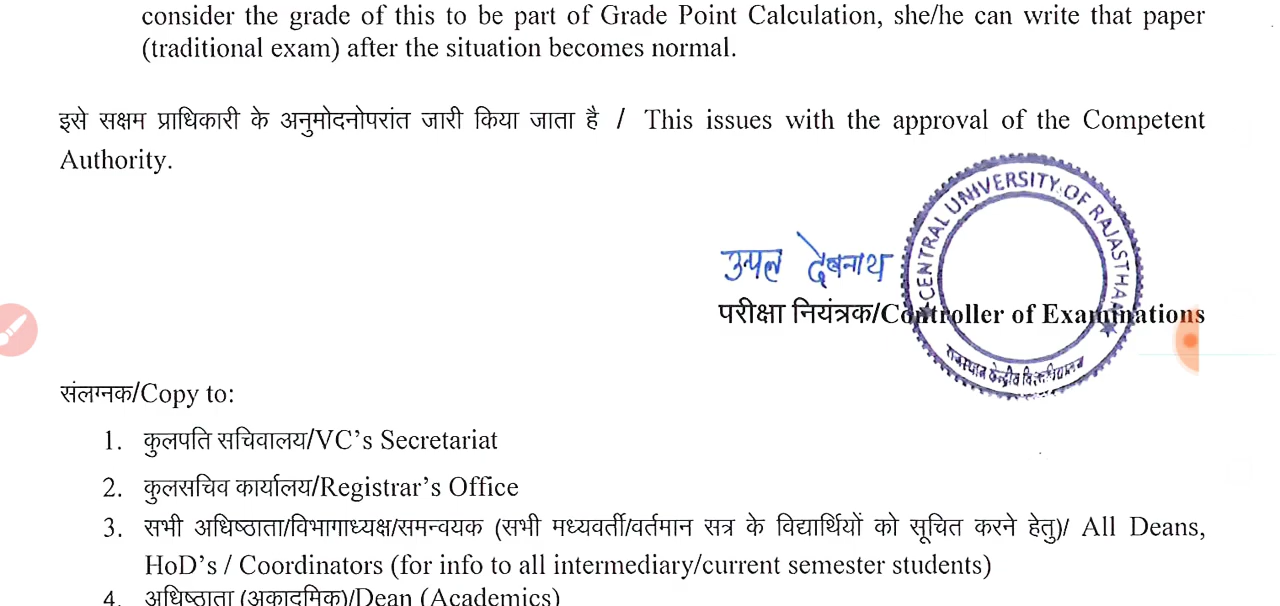 consider the grade of this to be part of Grade Point Calculation, she/he can write that paper
(traditional exam) after the situation becomes normal.
इसे सक्षम प्राधिकारी के अनुमोदनोपरांत जारी किया जाता है / This issues with the approval of the Competent
Authority.
CENTRAL UNIVERSITY OF RAJASTHAN
उत्पल देबनाथ
परीक्षा नियंत्रक/Controller of Examinations
राजस्थान केन्द्रीय विश्वविद्यालय
संलग्नक/Copy to:
1. कुलपति सचिवालय/VC's Secretariat
2. कुलसचिव कार्यालय/Registrar's Office
3. सभी अधिष्ठाता/विभागाध्यक्ष/समन्वयक (सभी मध्यवर्ती/वर्तमान सत्र के विद्यार्थियों को सूचित करने हेतु)/ All Deans,
HoD's / Coordinators (for info to all intermediary/current semester students)
4. अधिष्ठाता (अकादमिक)/Dean (Academics)